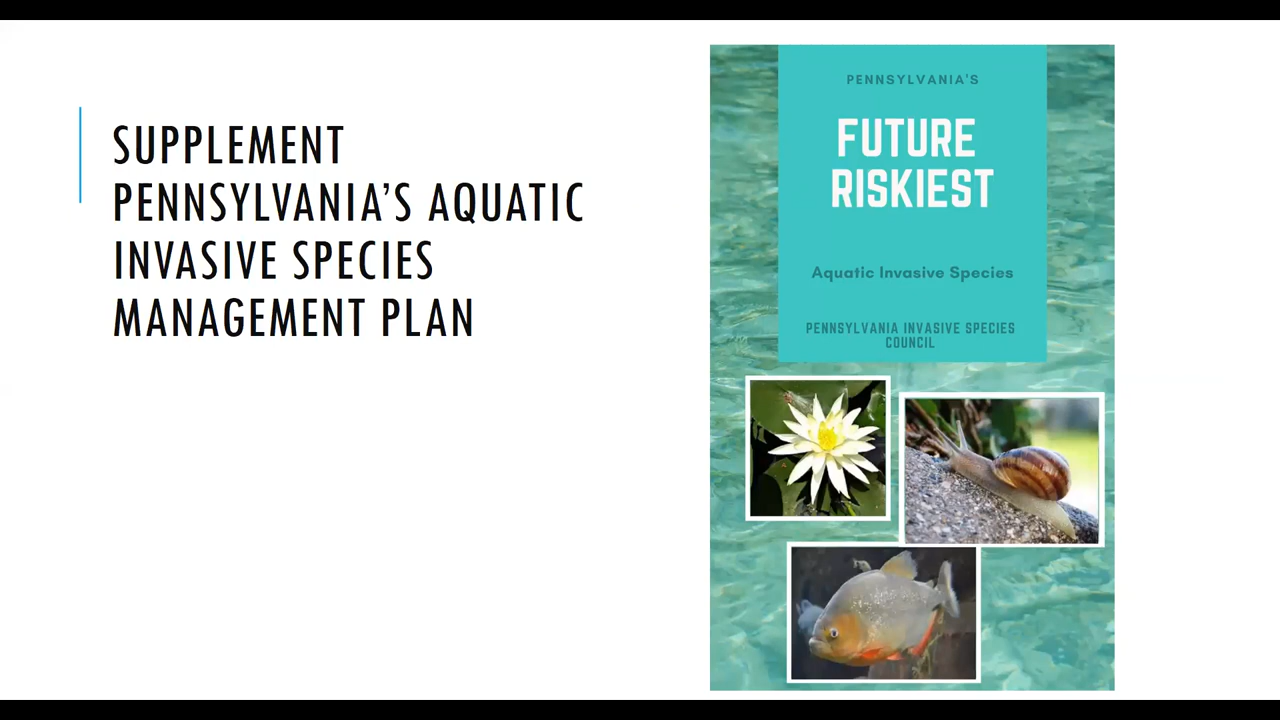 SUPPLEMENT
PENNSYLVANIA'S AQUATIC
INVASIVE SPECIES
MANAGEMENT PLAN
PENNSYLVANIA'S
FUTURE
RISKIEST
Aquatic Invasive Species
PENNSYLVANIA INVASIVE SPECIES
COUNCIL